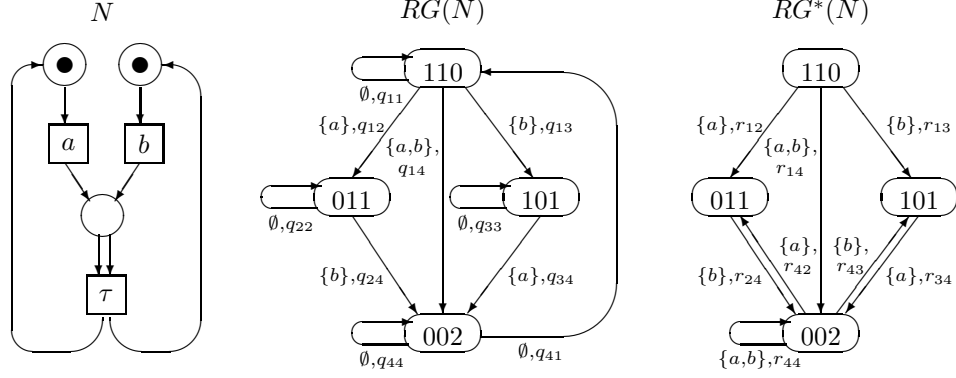 N
a
b
τ
RG(N)
110
∅,q₁₁
{a},q₁₂
{a,b},
q₁₄
{b},q₁₃
011
∅,q₂₂
101
∅,q₃₃
{b},q₂₄
{a},q₃₄
002
∅,q₄₄
∅,q₄₁
RG*(N)
110
{a},r₁₂
{a,b},
r₁₄
{b},r₁₃
011
101
{b},r₂₄
{a},
r₄₂
{b},
r₄₃
{a},r₃₄
002
{a,b},r₄₄